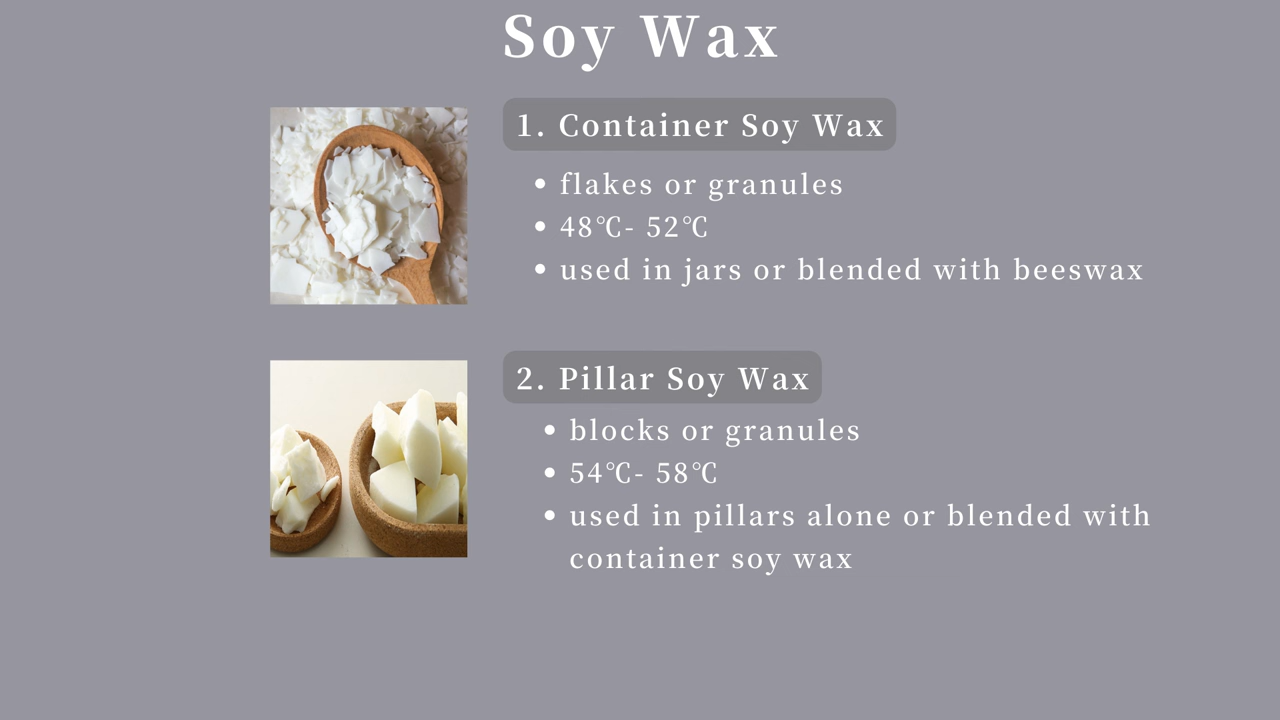 Soy Wax
1. Container Soy Wax
• flakes or granules
• 48℃- 52℃
• used in jars or blended with beeswax
2. Pillar Soy Wax
• blocks or granules
• 54℃- 58℃
• used in pillars alone or blended with
container soy wax